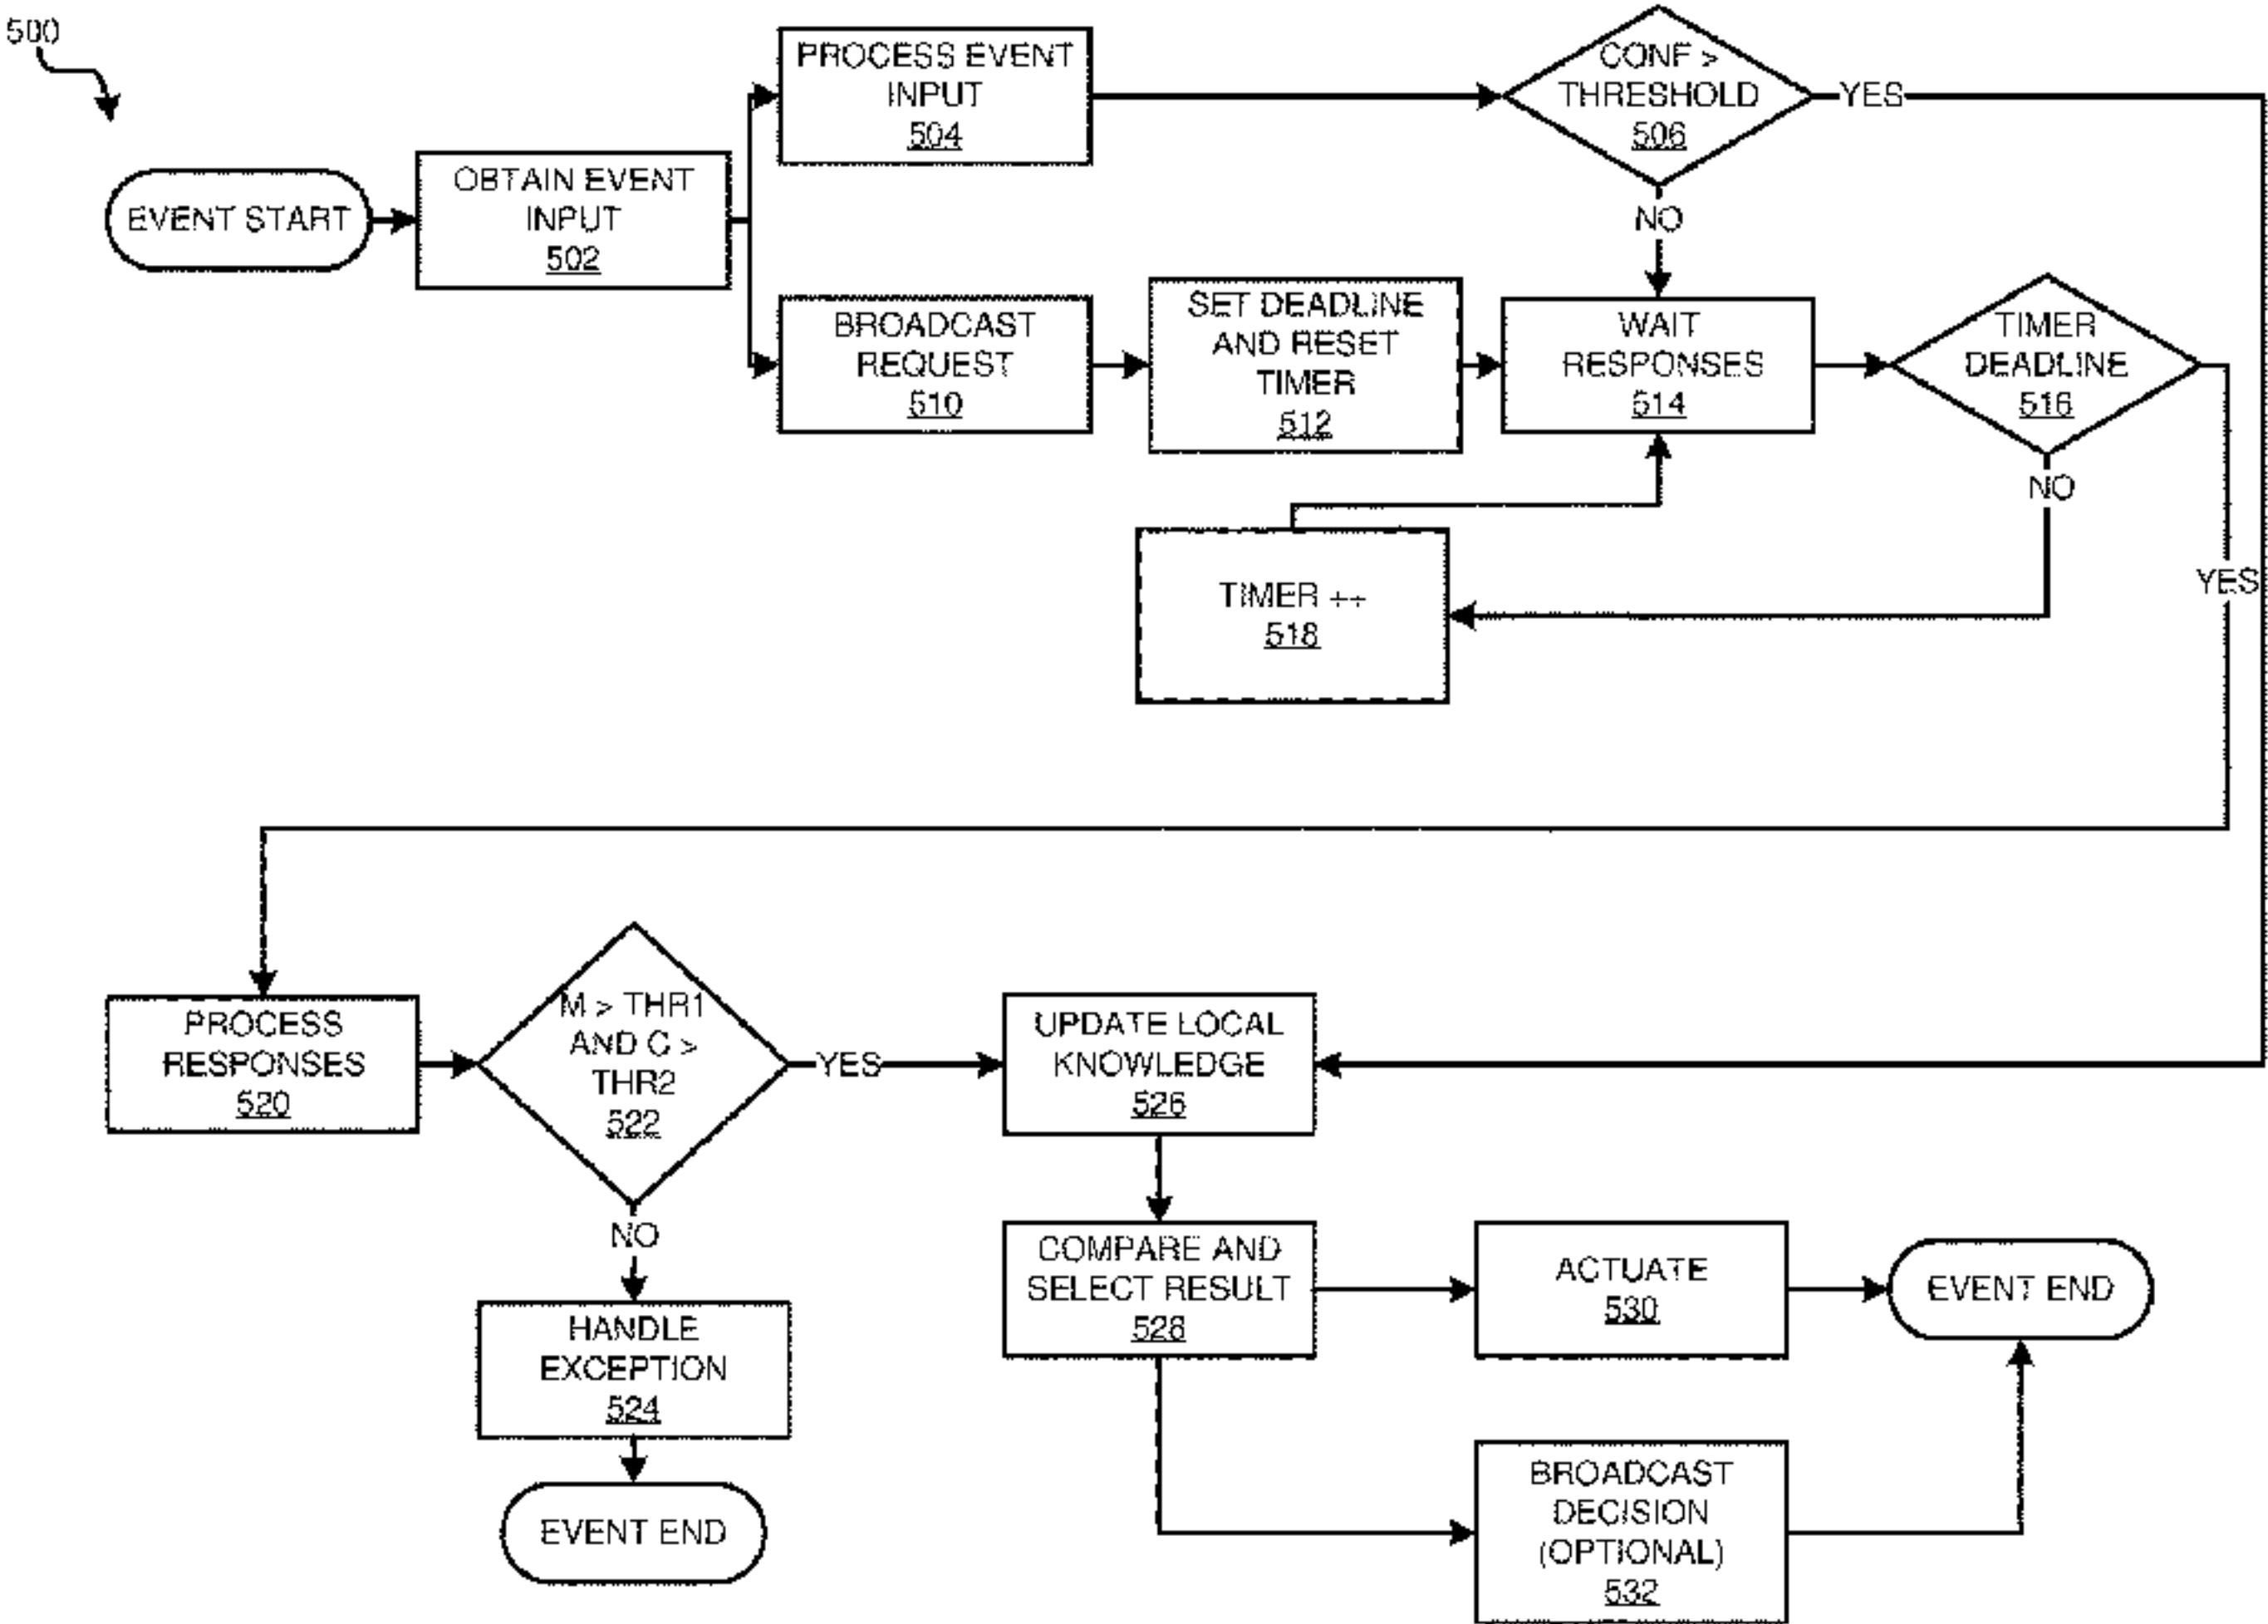 500
EVENT START
OBTAIN EVENT
INPUT
502
PROCESS EVENT
INPUT
504
CONF >
THRESHOLD
506
YES
NO
BROADCAST
REQUEST
510
SET DEADLINE
AND RESET
TIMER
512
WAIT
RESPONSES
514
TIMER
DEADLINE
516
NO
YES
TIMER ++
518
PROCESS
RESPONSES
520
M > THR1
AND C >
THR2
522
YES
NO
HANDLE
EXCEPTION
524
EVENT END
UPDATE LOCAL
KNOWLEDGE
526
COMPARE AND
SELECT RESULT
528
ACTUATE
530
EVENT END
BROADCAST
DECISION
(OPTIONAL)
532